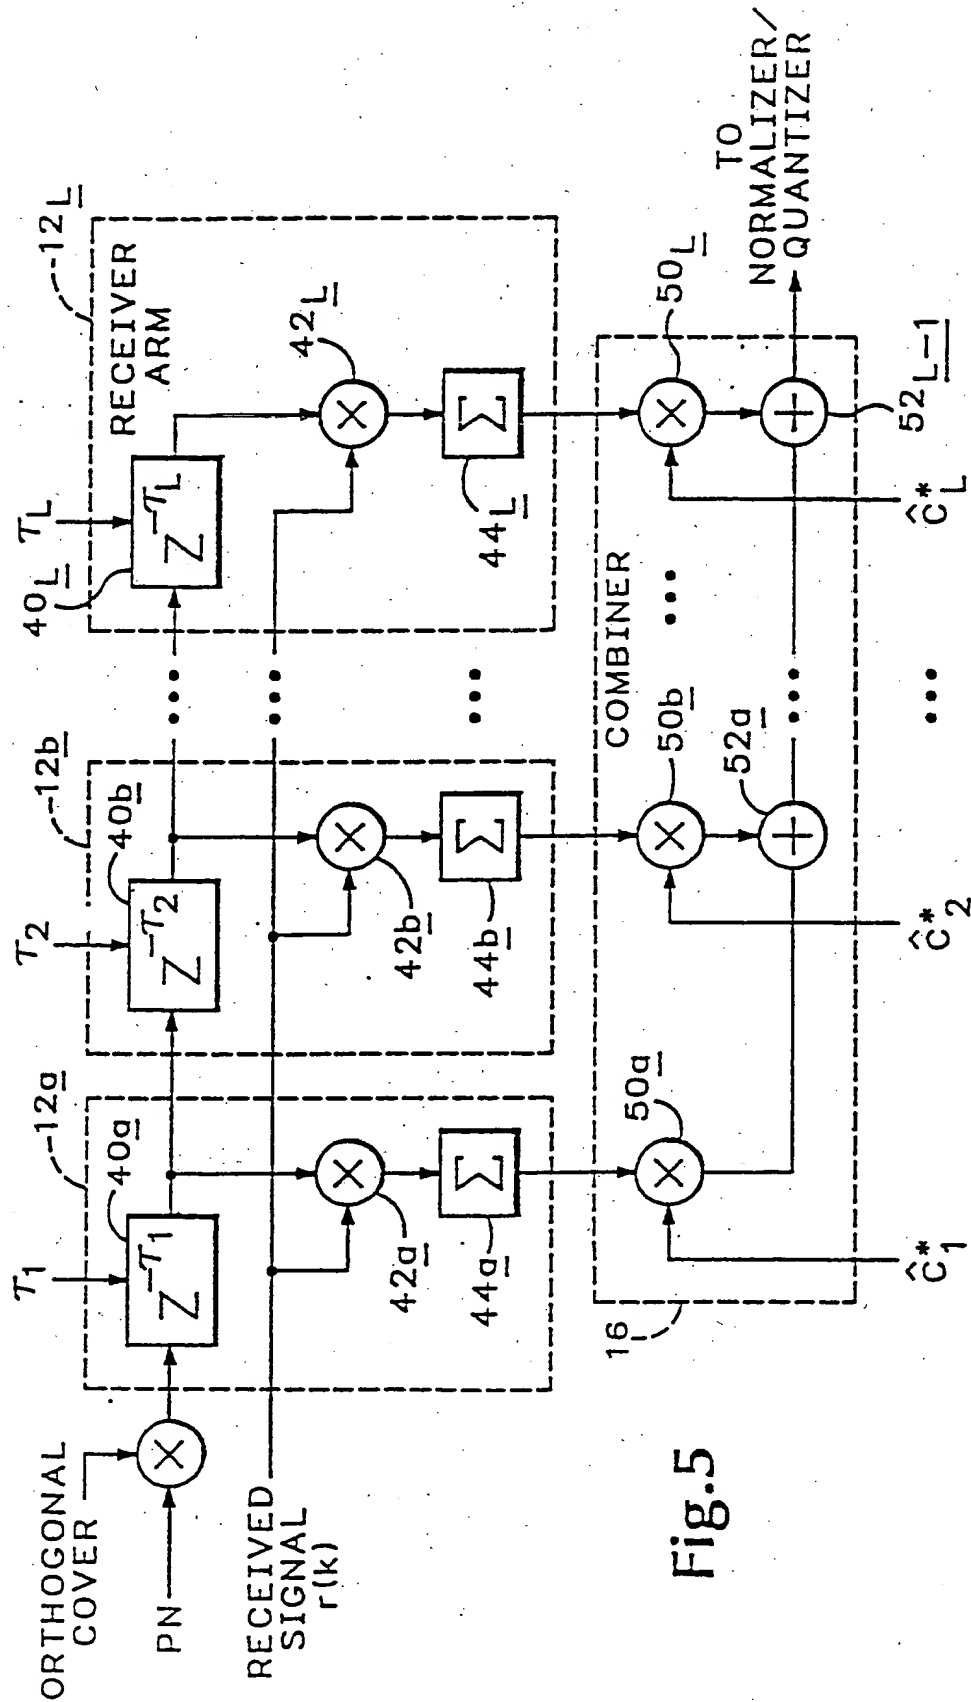 ORTHOGONAL
COVER
PN
RECEIVED
SIGNAL
r(k)
τ1
40a
12a
Z^-τ1
42a
44a
Σ
τ2
40b
12b
Z^-τ2
42b
44b
Σ
τL
40L
12L
RECEIVER
ARM
Z^-τL
42L
44L
Σ
COMBINER
16
50a
50b
52a
50L
52L-1
ĉ*1
ĉ*2
ĉ*L
TO
NORMALIZER/
QUANTIZER
Fig.5